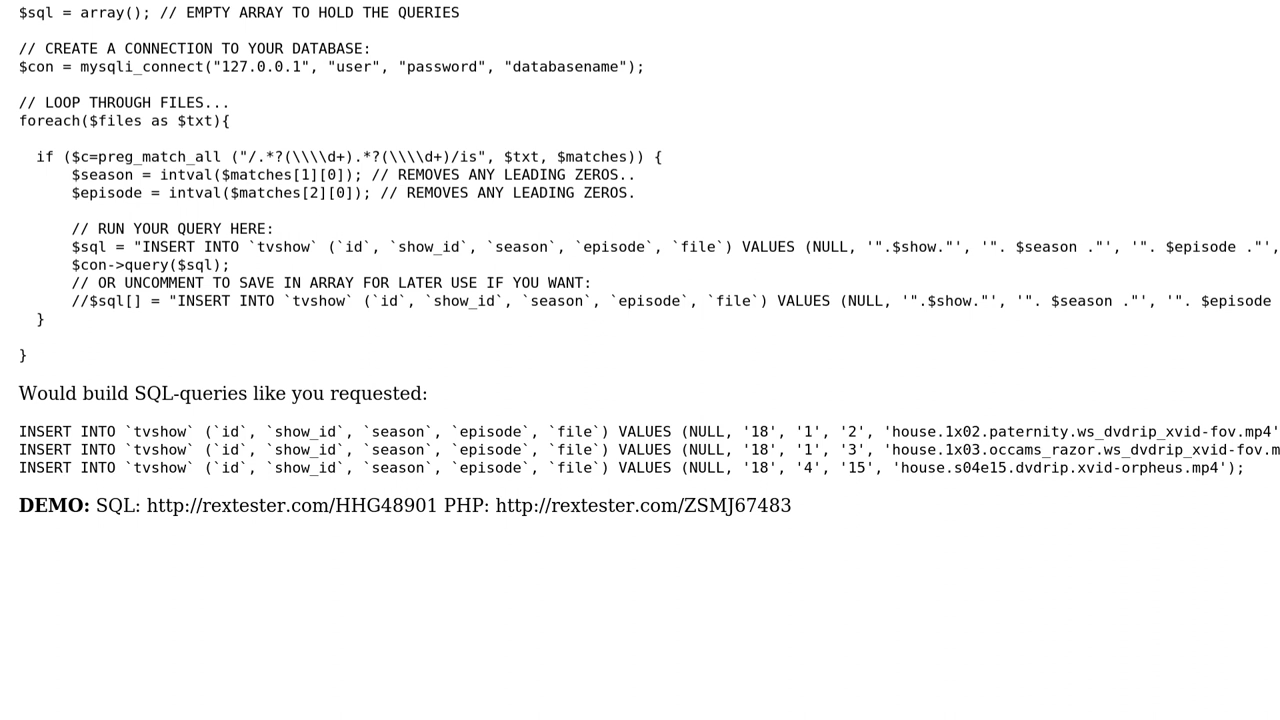 $sql = array(); // EMPTY ARRAY TO HOLD THE QUERIES
// CREATE A CONNECTION TO YOUR DATABASE:
$con = mysqli_connect("127.0.0.1", "user", "password", "databasename");
// LOOP THROUGH FILES...
foreach($files as $txt){
if ($c=preg_match_all ("/.*?(\\\\d+).*?(\\\\d+)/is", $txt, $matches)) {
$season = intval($matches[1][0]); // REMOVES ANY LEADING ZEROS..
$episode = intval($matches[2][0]); // REMOVES ANY LEADING ZEROS.
// RUN YOUR QUERY HERE:
$sql = "INSERT INTO `tvshow` (`id`, `show_id`, `season`, `episode`, `file`) VALUES (NULL, '".$show."', '". $season ."', '". $episode ."',
$con->query($sql);
// OR UNCOMMENT TO SAVE IN ARRAY FOR LATER USE IF YOU WANT:
//$sql[] = "INSERT INTO `tvshow` (`id`, `show_id`, `season`, `episode`, `file`) VALUES (NULL, '".$show."', '". $season ."', '". $episode
}
}
Would build SQL-queries like you requested:
INSERT INTO `tvshow` (`id`, `show_id`, `season`, `episode`, `file`) VALUES (NULL, '18', '1', '2', 'house.1x02.paternity.ws_dvdrip_xvid-fov.mp4'
INSERT INTO `tvshow` (`id`, `show_id`, `season`, `episode`, `file`) VALUES (NULL, '18', '1', '3', 'house.1x03.occams_razor.ws_dvdrip_xvid-fov.m
INSERT INTO `tvshow` (`id`, `show_id`, `season`, `episode`, `file`) VALUES (NULL, '18', '4', '15', 'house.s04e15.dvdrip.xvid-orpheus.mp4');
DEMO: SQL: http://rextester.com/HHG48901 PHP: http://rextester.com/ZSMJ67483